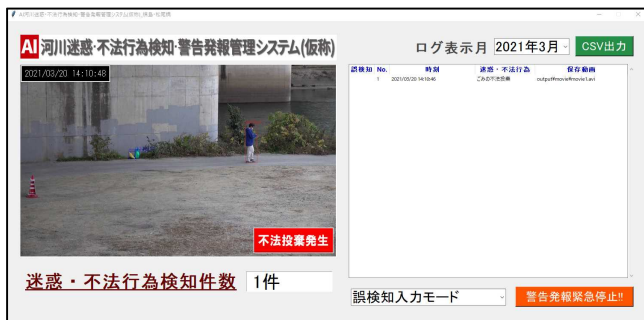 AI河川迷惑・不法行為検知・警告発報管理システム(仮称)
ログ表示月 2021年3月 CSV出力
2021/03/20 14:10:48
誤検知 No. 時刻 迷惑・不法行為 保存動画
1 2021/03/20 14:10:46 ごみの不法投棄 output¥movie¥movie1.avi
不法投棄発生
迷惑・不法行為検知件数 1件
誤検知入力モード 警告発報緊急停止!!